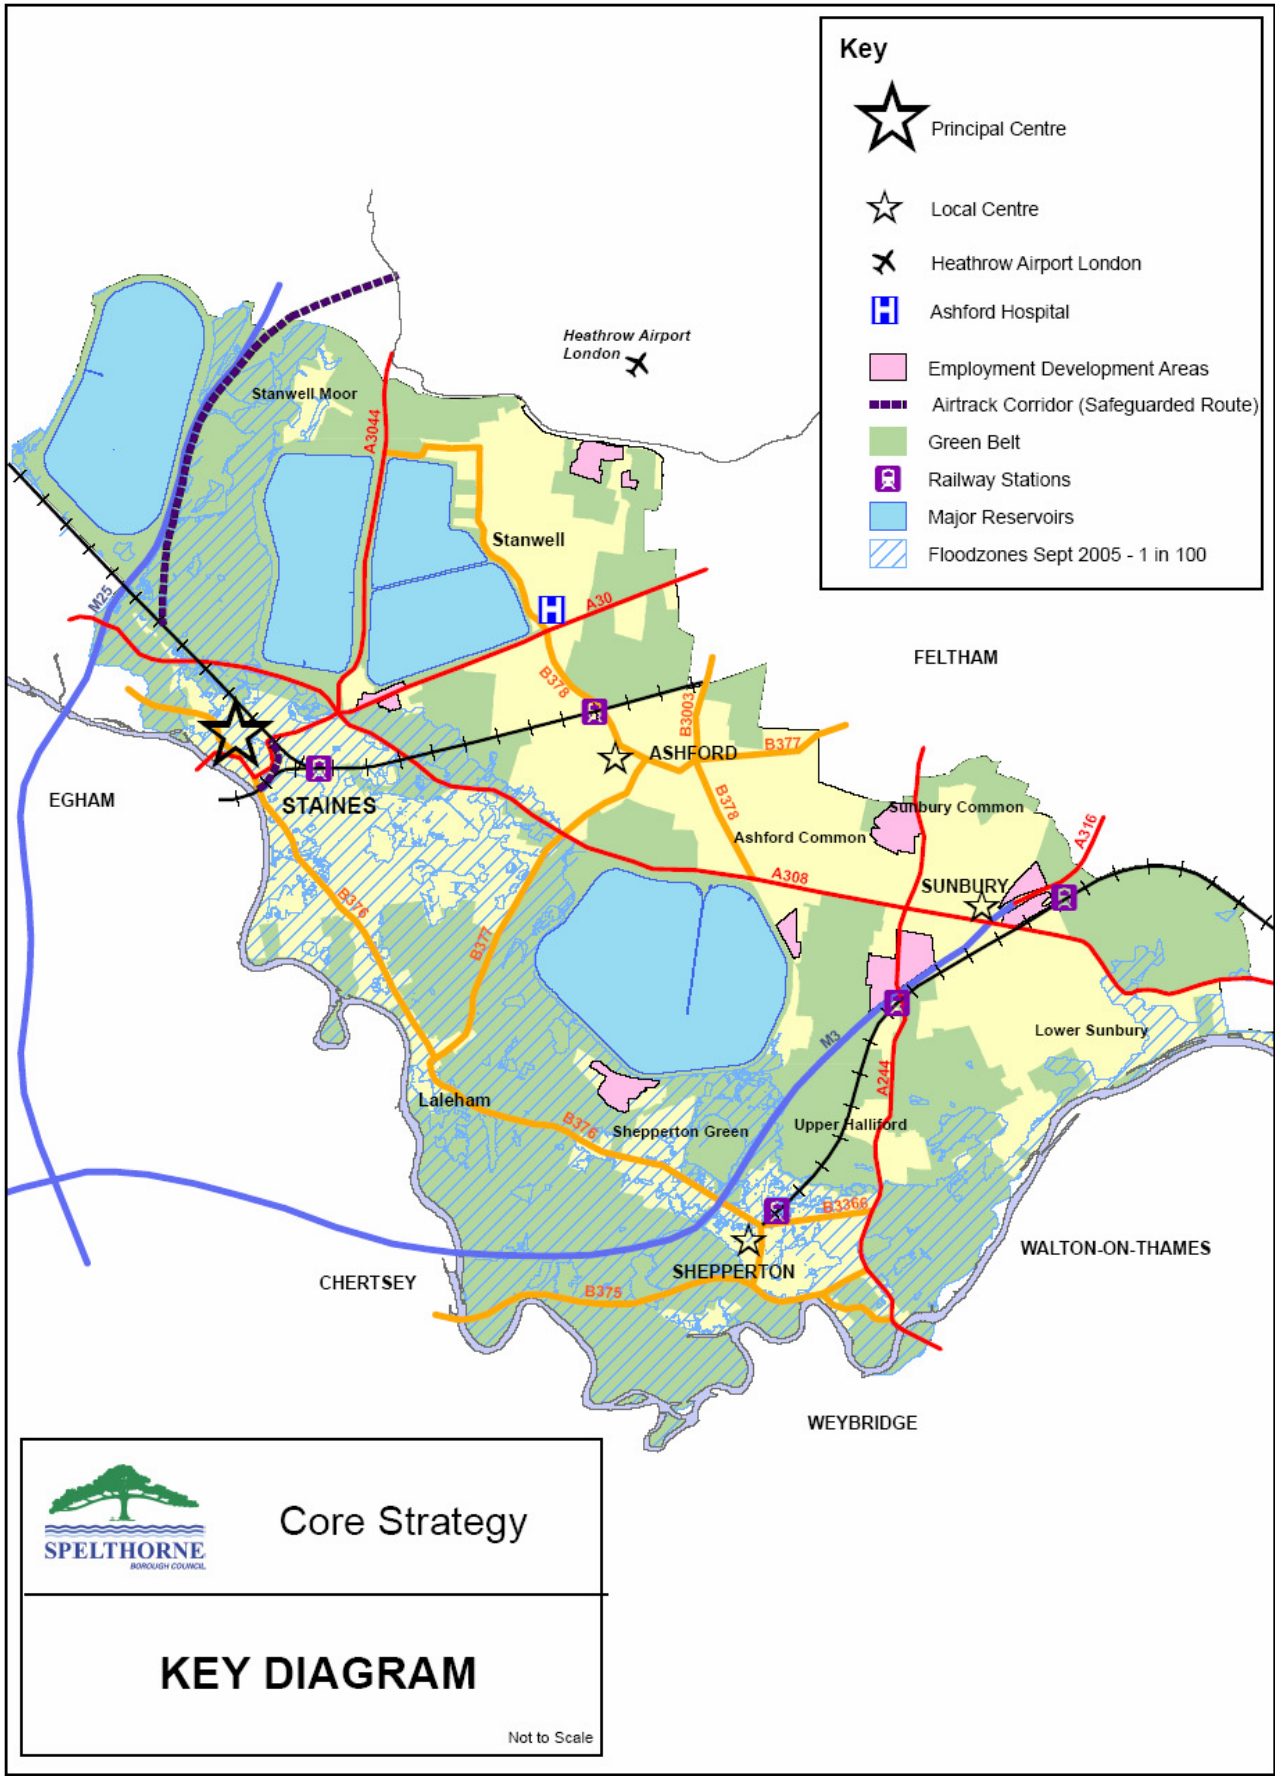 Key
Principal Centre
Local Centre
Heathrow Airport London
Ashford Hospital
Employment Development Areas
Airtrack Corridor (Safeguarded Route)
Green Belt
Railway Stations
Major Reservoirs
Floodzones Sept 2005 - 1 in 100
Heathrow Airport
London
Stanwell Moor
A3044
Stanwell
H
A30
M25
FELTHAM
B378
B3003
ASHFORD
B377
EGHAM
STAINES
B378
Sunbury Common
Ashford Common
A316
A308
SUNBURY
B376
B377
M3
Lower Sunbury
A244
Laleham
B376
Shepperton Green
Upper Halliford
B3366
WALTON-ON-THAMES
SHEPPERTON
CHERTSEY
B375
WEYBRIDGE
SPELTHORNE
BOROUGH COUNCIL
Core Strategy
KEY DIAGRAM
Not to Scale